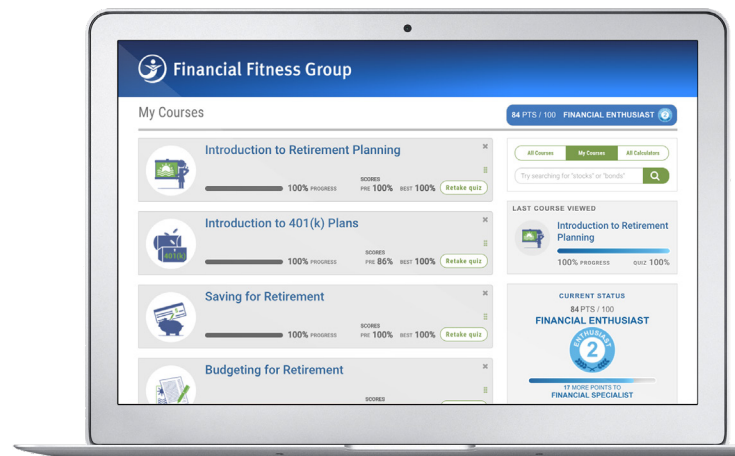 Financial Fitness Group
My Courses
84 PTS / 100 FINANCIAL ENTHUSIAST 2
Introduction to Retirement Planning
100% PROGRESS
SCORES
PRE 100% BEST 100%
Retake quiz
Introduction to 401(k) Plans
401(k)
100% PROGRESS
SCORES
PRE 86% BEST 100%
Retake quiz
Saving for Retirement
100% PROGRESS
SCORES
PRE 100% BEST 100%
Retake quiz
Budgeting for Retirement
SCORES
All Courses
My Courses
All Calculators
Try searching for "stocks" or "bonds"
LAST COURSE VIEWED
Introduction to Retirement
Planning
100% PROGRESS QUIZ 100%
CURRENT STATUS
84 PTS / 100
FINANCIAL ENTHUSIAST
ENTHUSIAST
2
17 MORE POINTS TO
FINANCIAL SPECIALIST